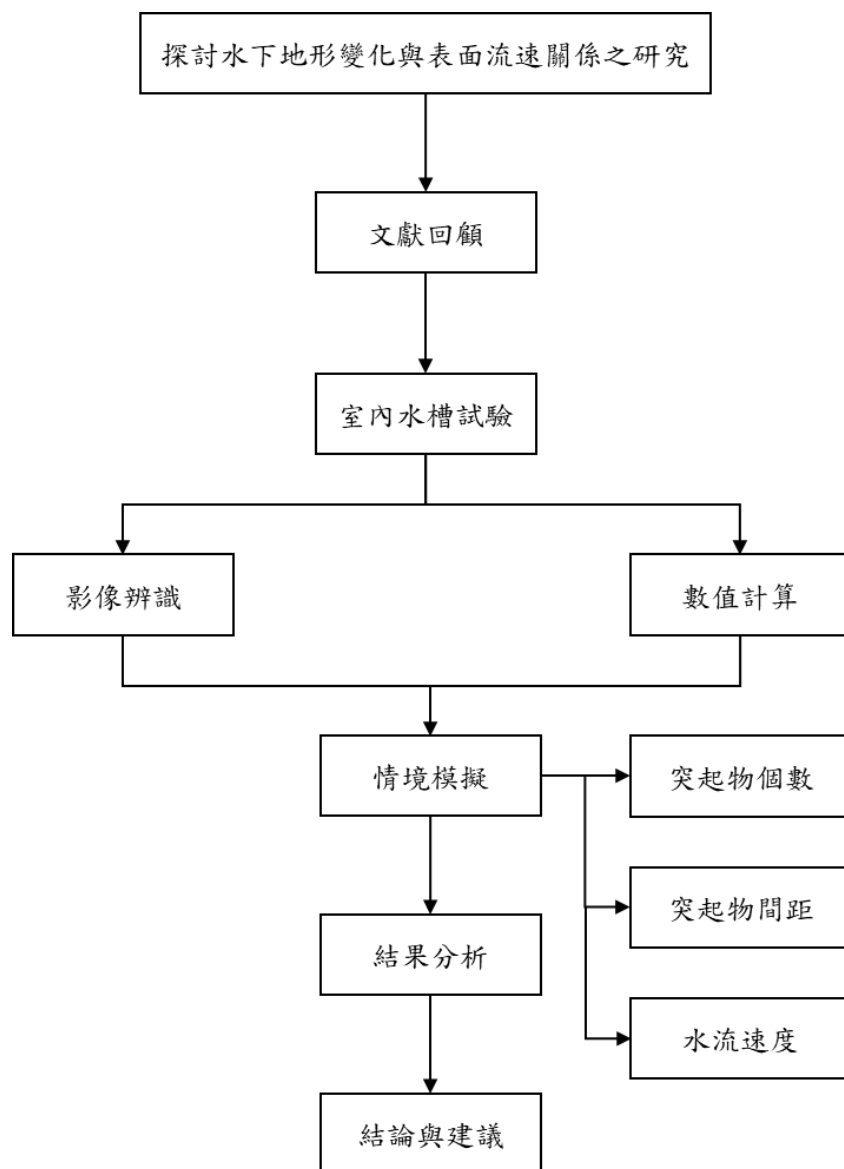 探討水下地形變化與表面流速關係之研究
文獻回顧
室內水槽試驗
影像辨識
數值計算
情境模擬
突起物個數
突起物間距
結果分析
水流速度
結論與建議